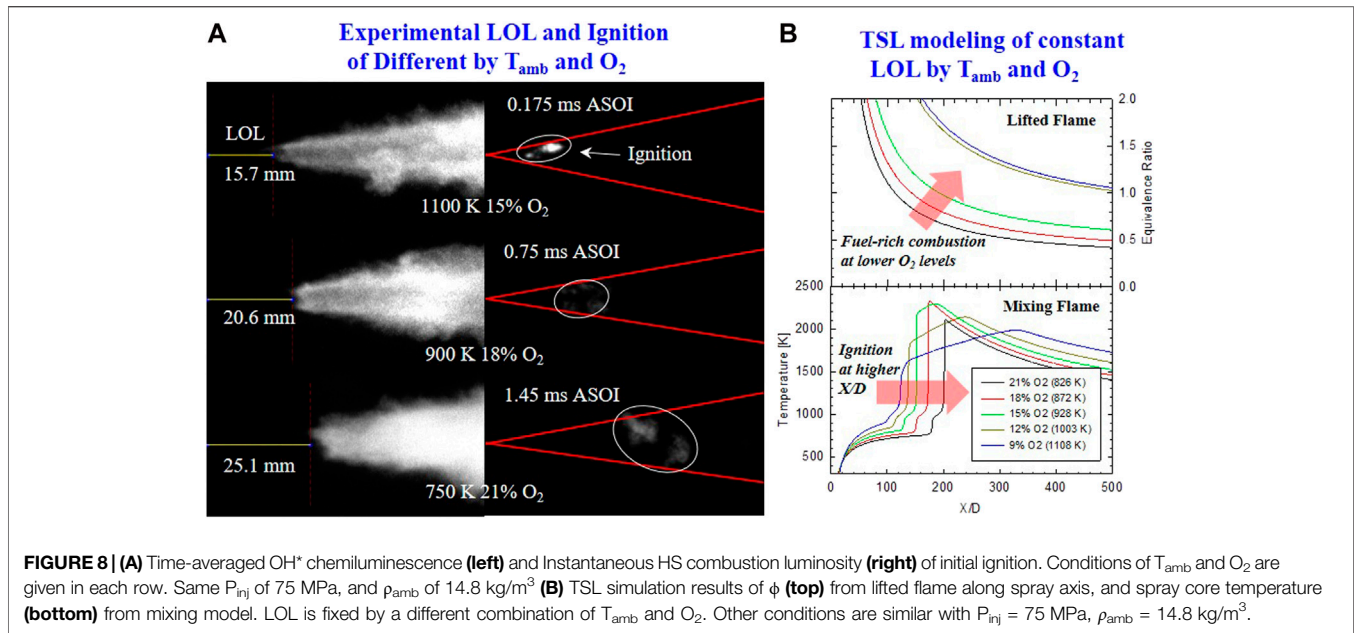 A
Experimental LOL and Ignition
of Different by Tamb and O2
LOL
15.7 mm
1100 K 15% O2
0.175 ms ASOI
Ignition
20.6 mm
900 K 18% O2
0.75 ms ASOI
25.1 mm
750 K 21% O2
1.45 ms ASOI
B
TSL modeling of constant
LOL by Tamb and O2
Lifted Flame
2.0
1.5
1.0
0.5
0.0
Equivalence Ratio
Fuel-rich combustion
at lower O2 levels
Mixing Flame
2500
2000
1500
1000
500
Temperature [K]
Ignition
at higher
X/D
21% O2 (826 K)
18% O2 (872 K)
15% O2 (928 K)
12% O2 (1003 K)
9% O2 (1108 K)
0 100 200 300 400 500
X/D
FIGURE 8 | (A) Time-averaged OH* chemiluminescence (left) and Instantaneous HS combustion luminosity (right) of initial ignition. Conditions of Tamb and O2 are
given in each row. Same Pinj of 75 MPa, and ρamb of 14.8 kg/m³ (B) TSL simulation results of ϕ (top) from lifted flame along spray axis, and spray core temperature
(bottom) from mixing model. LOL is fixed by a different combination of Tamb and O2. Other conditions are similar with Pinj = 75 MPa, ρamb = 14.8 kg/m³.